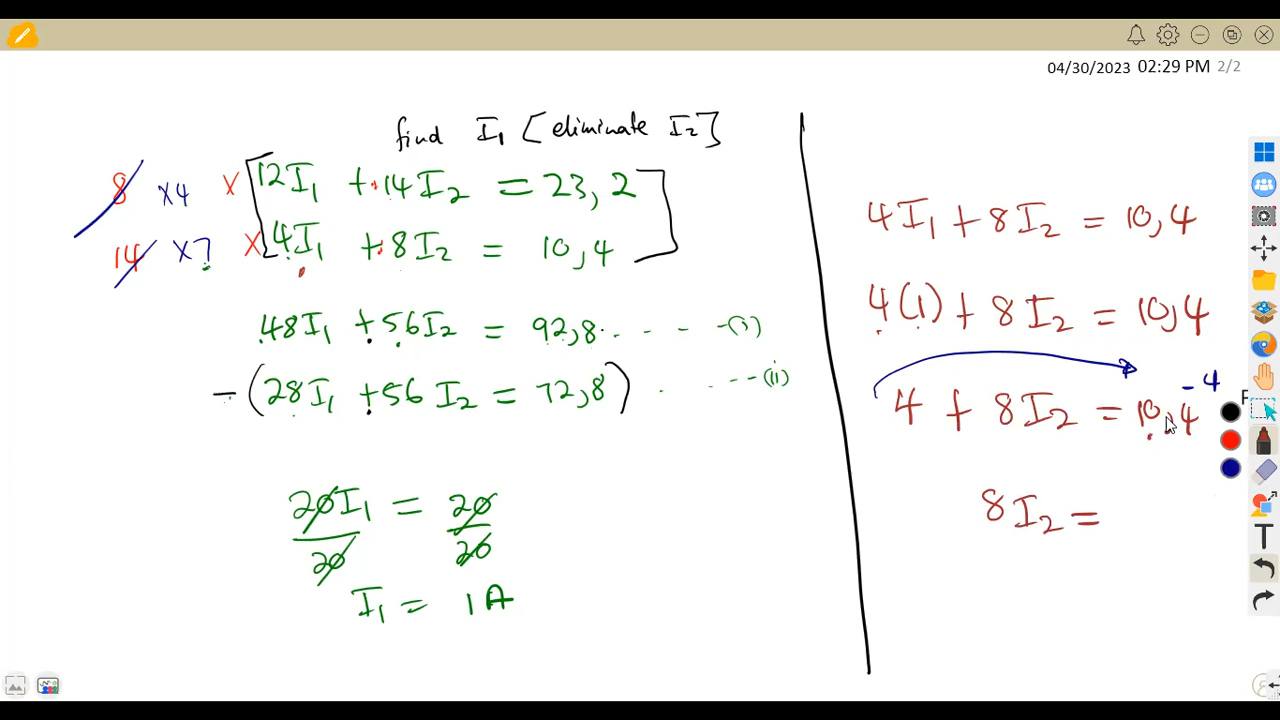 04/30/2023 02:29 PM 2/2
find I₁ [eliminate I₂]
8 x4 x 12I₁ + 14I₂ = 23,2
14 x7 x 4I₁ + 8I₂ = 10,4
48I₁ + 56I₂ = 92,8 . - - - -(i)
-(28I₁ + 56I₂ = 72,8) . . . - - -(ii)
20I₁ = 20
20 20
I₁ = 1A
4I₁ + 8I₂ = 10,4
4(1) + 8I₂ = 10,4
4 + 8I₂ = 10,4 -4
8I₂ =
T